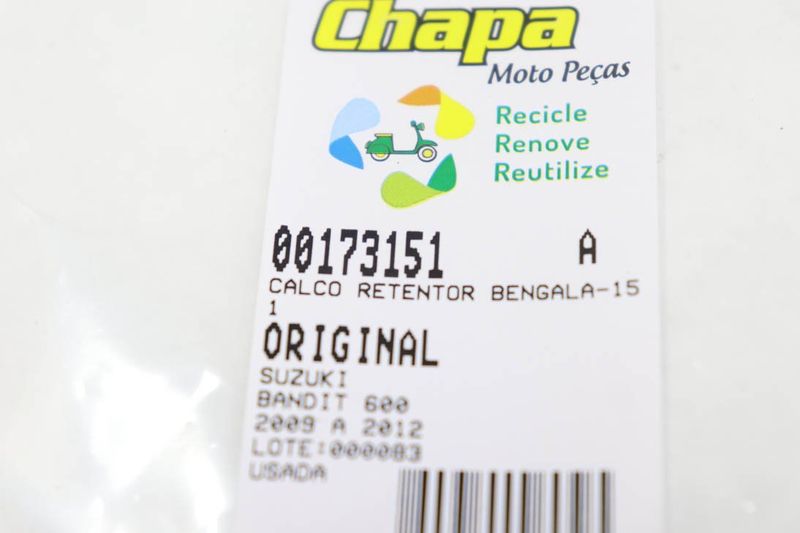 Chapa
Moto Peças
Recicle
Renove
Reutilize
00173151 A
CALCO RETENTOR BENGALA-15
1
ORIGINAL
SUZUKI
BANDIT 600
2009 A 2012
LOTE:000083
USADA